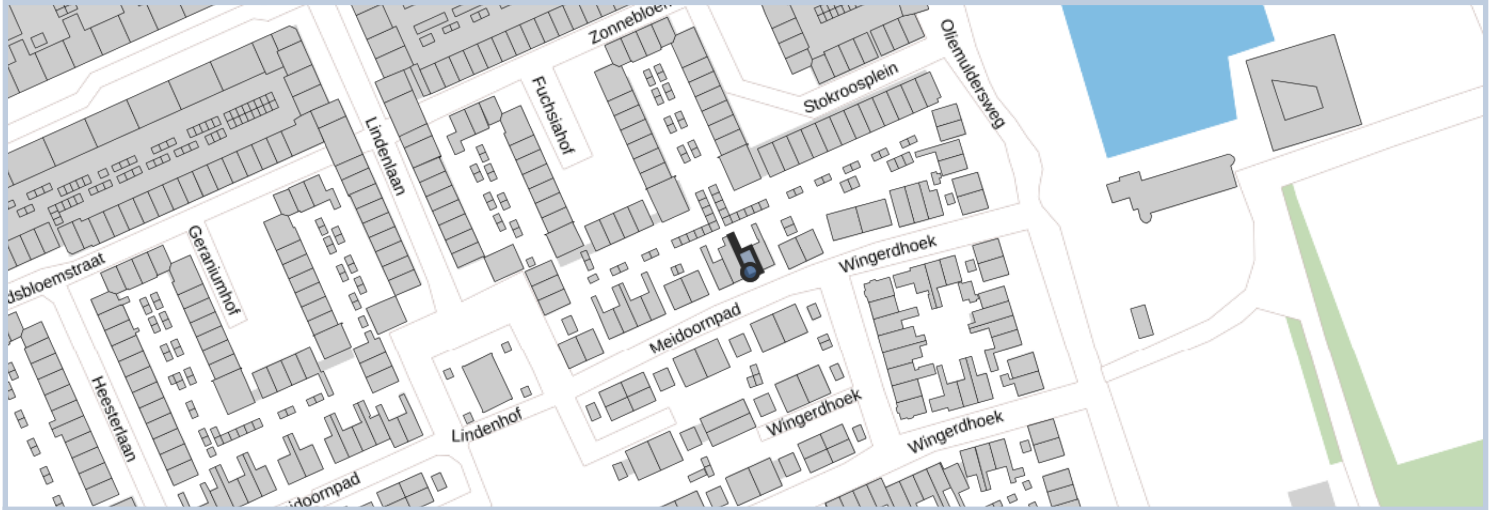 Zonnebloem
Oliemuldersweg
Stokroosplein
Fuchsiahof
Lindenlaan
Geraniumhof
dsbloemstraat
Wingerdhoek
Meidoornpad
Heesterlaan
Wingerdhoek
Lindenhof
Wingerdhoek
idoornpad